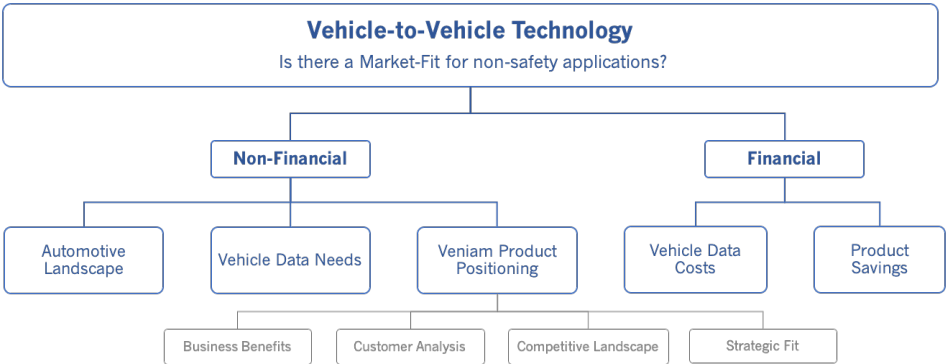 Vehicle-to-Vehicle Technology
Is there a Market-Fit for non-safety applications?
Non-Financial
Financial
Automotive
Landscape
Vehicle Data Needs
Veniam Product
Positioning
Vehicle Data
Costs
Product
Savings
Business Benefits
Customer Analysis
Competitive Landscape
Strategic Fit